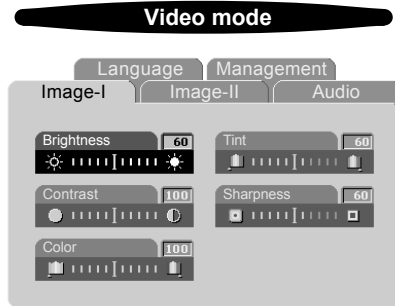 Video mode
Language Management
Image-I Image-II Audio
Brightness 60 Tint 60
Contrast 100 Sharpness 60
Color 100